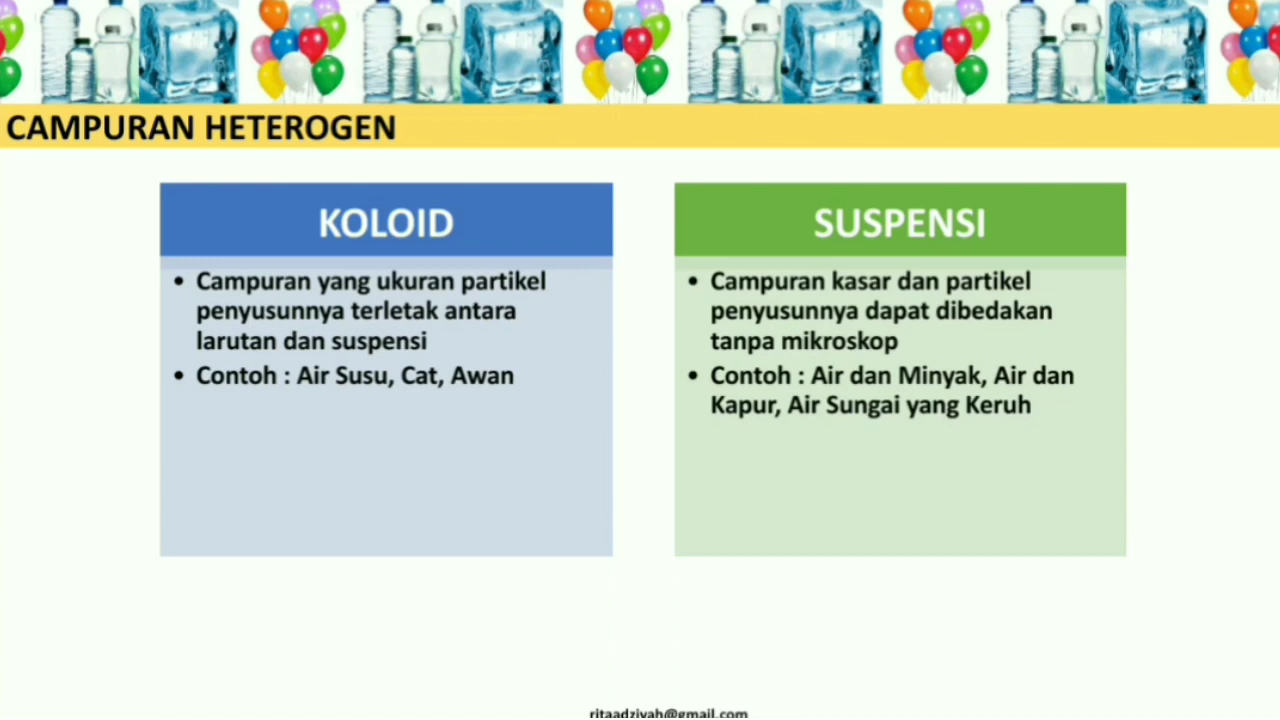 CAMPURAN HETEROGEN
KOLOID
• Campuran yang ukuran partikel
penyusunnya terletak antara
larutan dan suspensi
• Contoh : Air Susu, Cat, Awan
SUSPENSI
• Campuran kasar dan partikel
penyusunnya dapat dibedakan
tanpa mikroskop
• Contoh : Air dan Minyak, Air dan
Kapur, Air Sungai yang Keruh
ritaadziyah@gmail.com